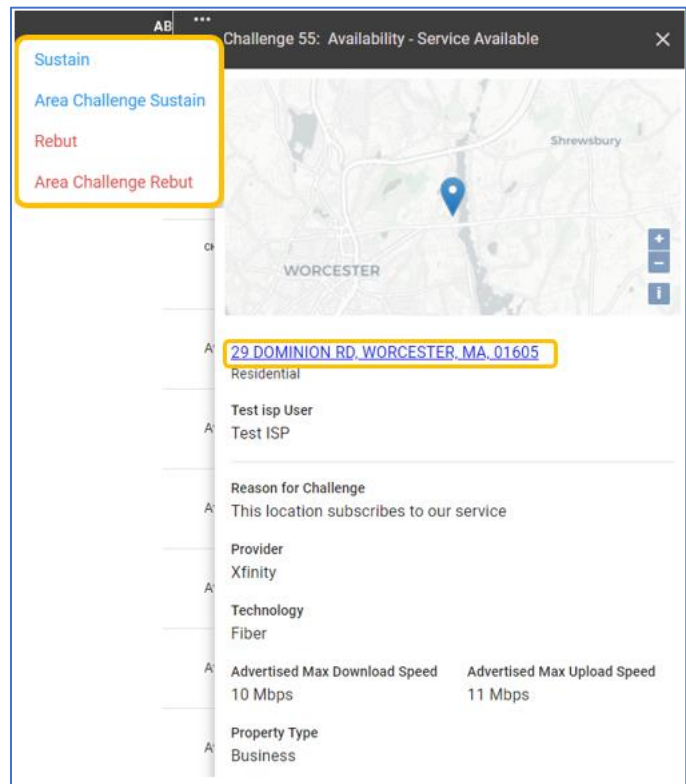 AB
...
Sustain
Area Challenge Sustain
Rebut
Area Challenge Rebut
Challenge 55: Availability - Service Available
Shrewsbury
WORCESTER
+
−
i
29 DOMINION RD, WORCESTER, MA, 01605
Residential
Test isp User
Test ISP
Reason for Challenge
This location subscribes to our service
Provider
Xfinity
Technology
Fiber
Advertised Max Download Speed
Advertised Max Upload Speed
10 Mbps
11 Mbps
Property Type
Business